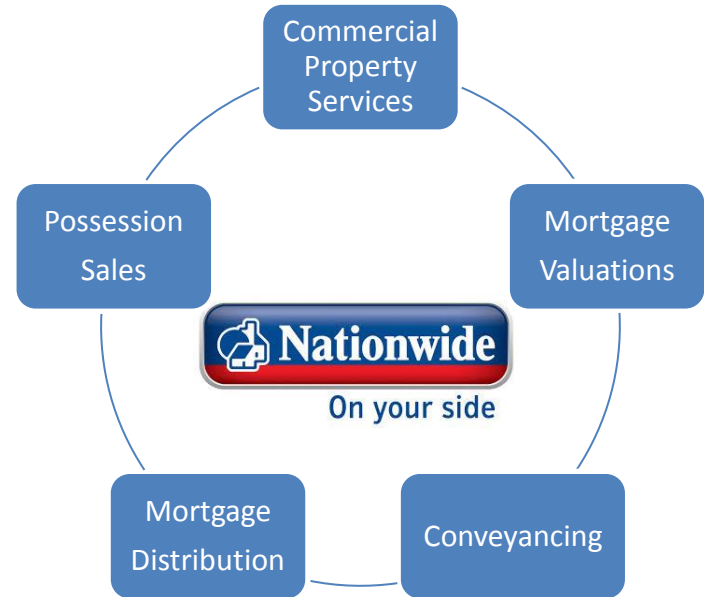 Commercial
Property
Services
Possession
Sales
Mortgage
Valuations
Nationwide
On your side
Mortgage
Distribution
Conveyancing